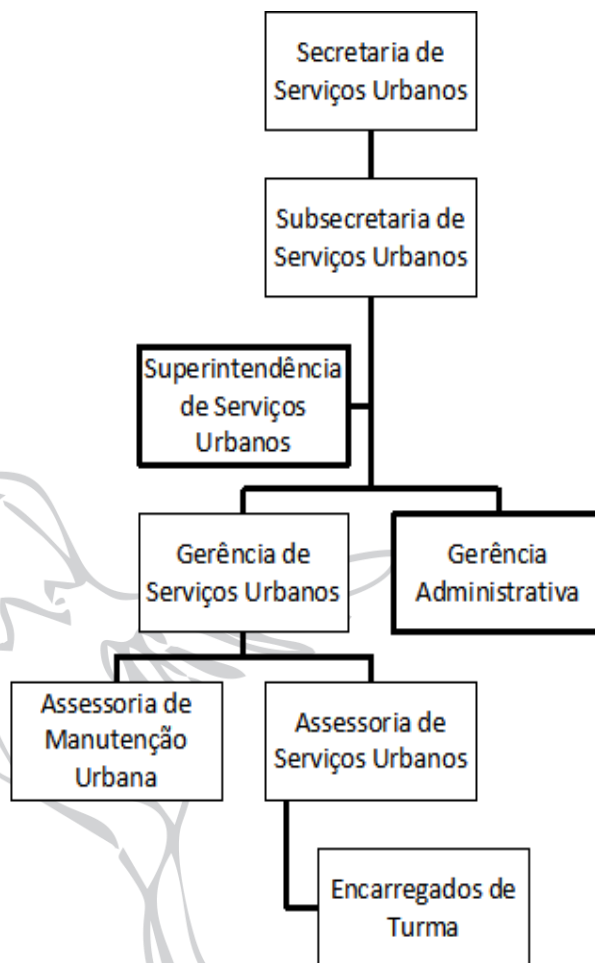 Secretaria de
Serviços Urbanos
Subsecretaria de
Serviços Urbanos
Superintendência
de Serviços
Urbanos
Gerência de
Serviços Urbanos
Gerência
Administrativa
Assessoria de
Manutenção
Urbana
Assessoria de
Serviços Urbanos
Encarregados de
Turma